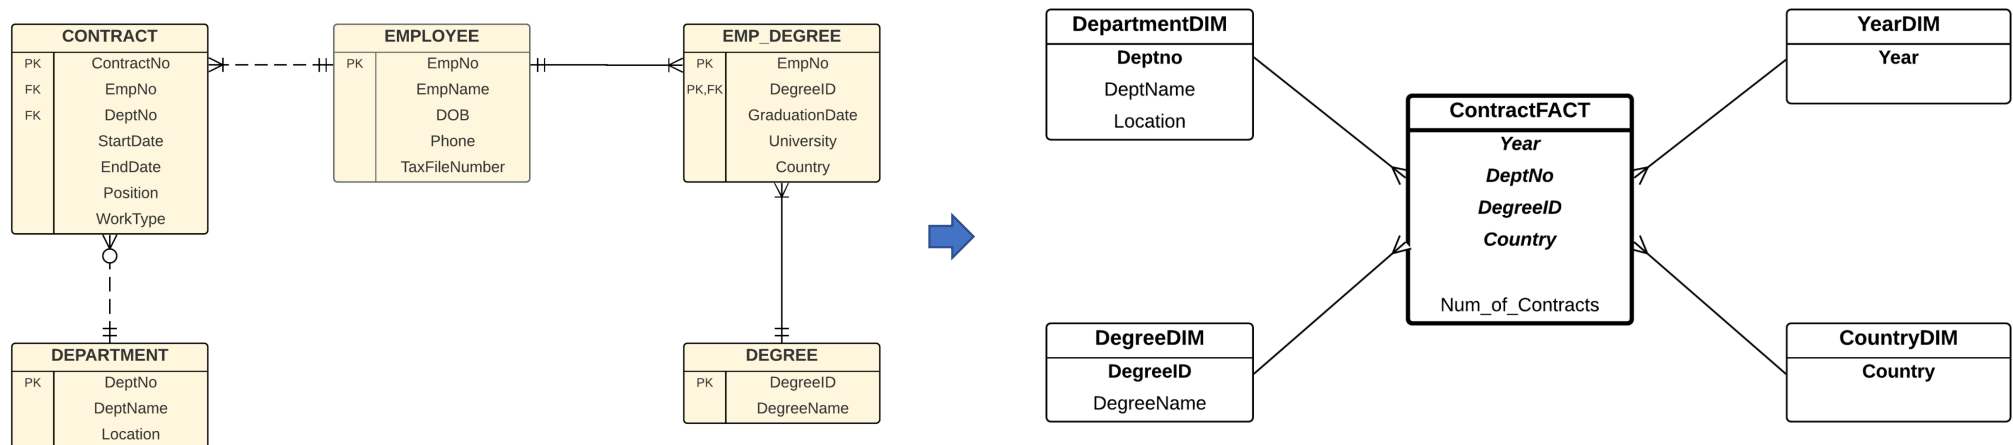 CONTRACT
PK ContractNo
FK EmpNo
FK DeptNo
StartDate
EndDate
Position
WorkType
EMPLOYEE
PK EmpNo
EmpName
DOB
Phone
TaxFileNumber
EMP_DEGREE
PK EmpNo
PK,FK DegreeID
GraduationDate
University
Country
DEPARTMENT
PK DeptNo
DeptName
Location
DEGREE
PK DegreeID
DegreeName
DepartmentDIM
Deptno
DeptName
Location
YearDIM
Year
ContractFACT
Year
DeptNo
DegreeID
Country
Num_of_Contracts
DegreeDIM
DegreeID
DegreeName
CountryDIM
Country